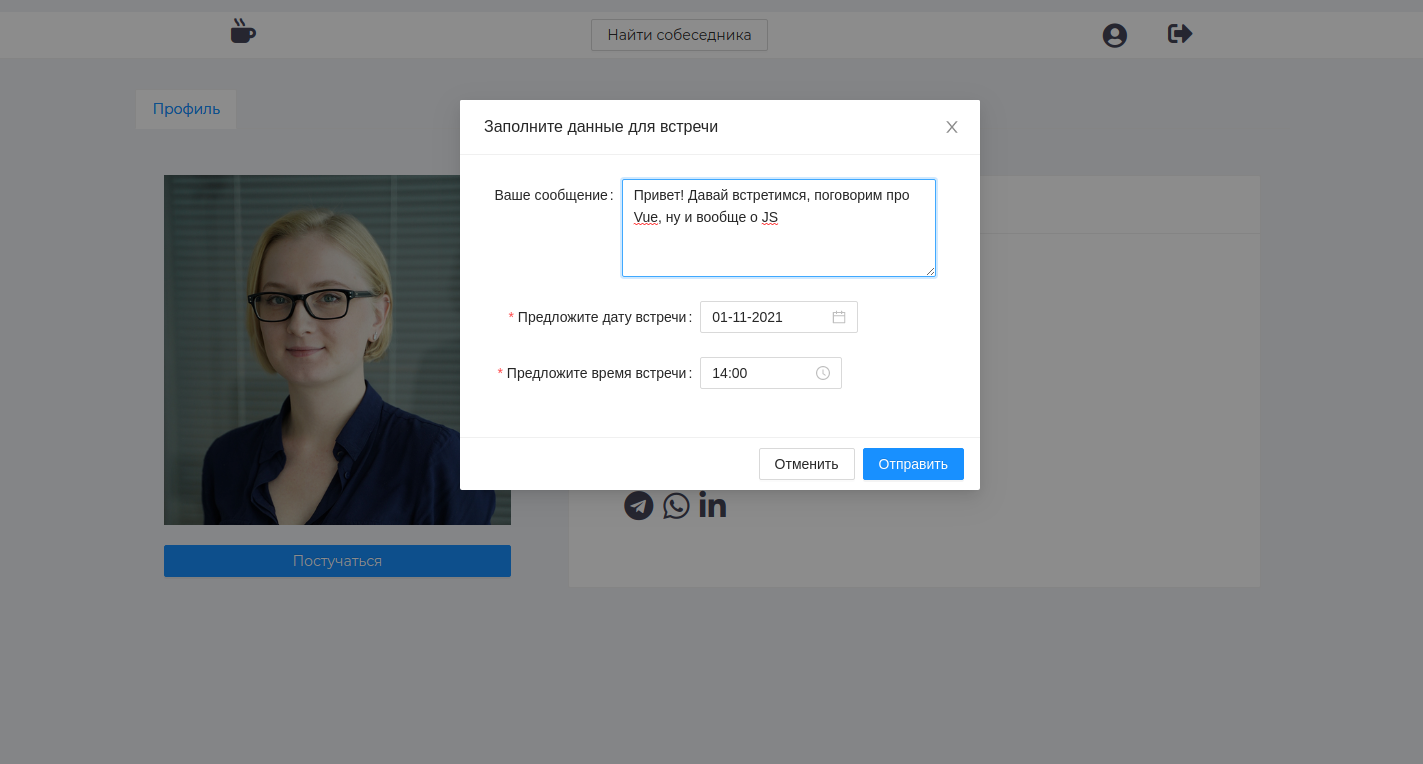 Найти собеседника
Профиль
Заполните данные для встречи
Ваше сообщение:
Привет! Давай встретимся, поговорим про
Vue, ну и вообще о JS
* Предложите дату встречи: 01-11-2021
* Предложите время встречи: 14:00
Отменить Отправить
in
Постучаться